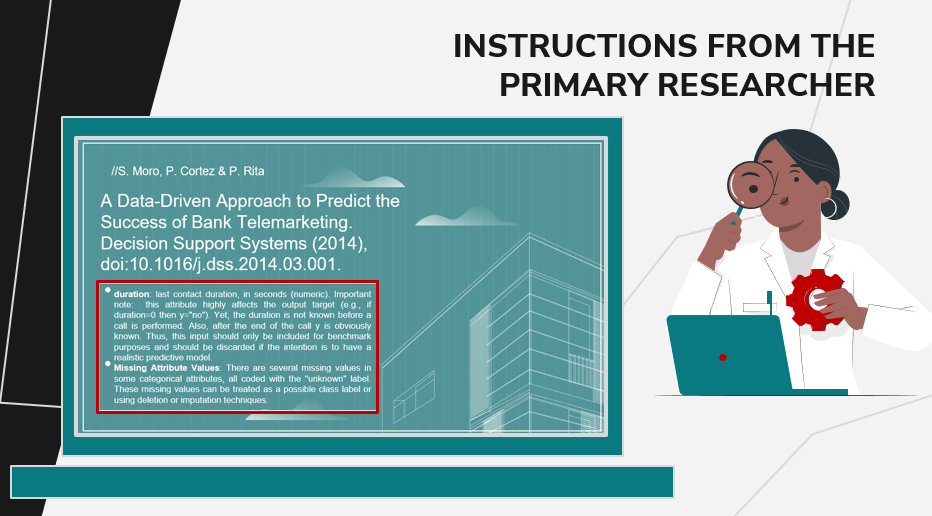 INSTRUCTIONS FROM THE
PRIMARY RESEARCHER
//S. Moro, P. Cortez & P. Rita
A Data-Driven Approach to Predict the
Success of Bank Telemarketing.
Decision Support Systems (2014),
doi:10.1016/j.dss.2014.03.001.
duration: last contact duration, in seconds (numeric). Important
note: this attribute highly affects the output target (e.g., if
duration=0 then y="no"). Yet, the duration is not known before a
call is performed. Also, after the end of the call y is obviously
known. Thus, this input should only be included for benchmark
purposes and should be discarded if the intention is to have a
realistic predictive model.
Missing Attribute Values: There are several missing values in
some categorical attributes, all coded with the "unknown" label.
These missing values can be treated as a possible class label or
using deletion or imputation techniques.